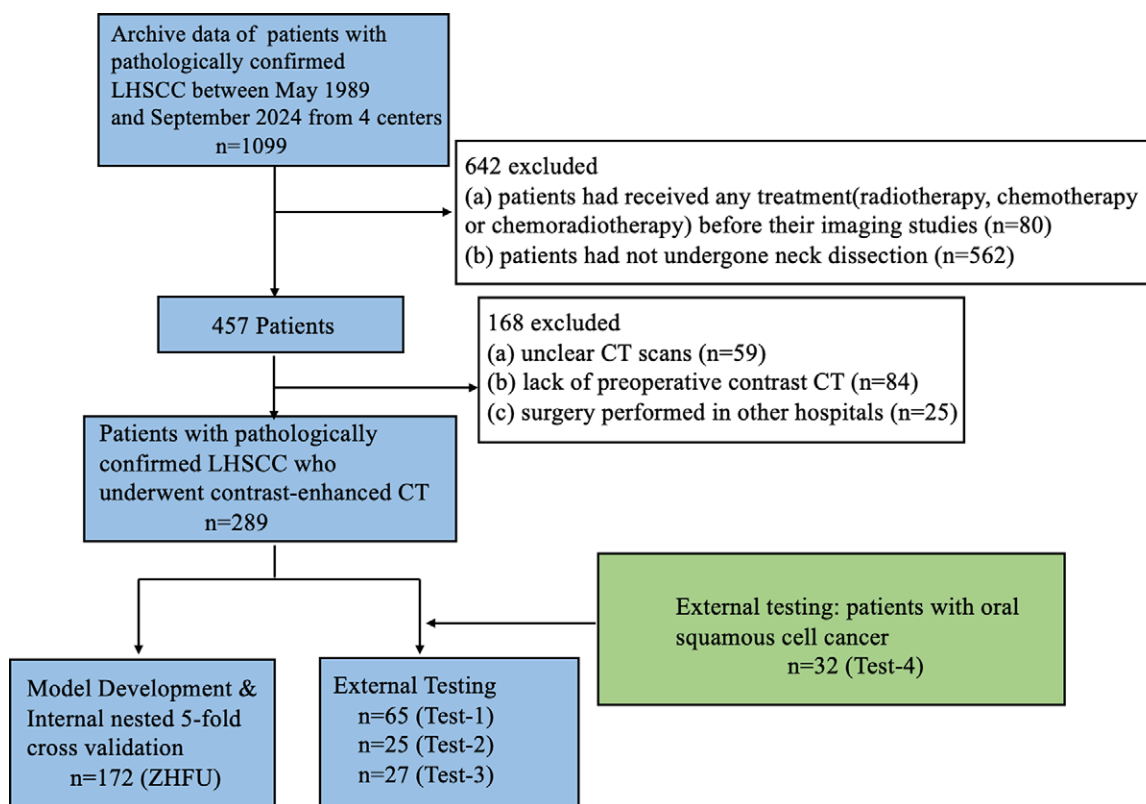 Archive data of patients with
pathologically confirmed
LHSCC between May 1989
and September 2024 from 4 centers
n=1099
642 excluded
(a) patients had received any treatment(radiotherapy, chemotherapy
or chemoradiotherapy) before their imaging studies (n=80)
(b) patients had not undergone neck dissection (n=562)
457 Patients
168 excluded
(a) unclear CT scans (n=59)
(b) lack of preoperative contrast CT (n=84)
(c) surgery performed in other hospitals (n=25)
Patients with pathologically
confirmed LHSCC who
underwent contrast-enhanced CT
n=289
External testing: patients with oral
squamous cell cancer
n=32 (Test-4)
Model Development &
Internal nested 5-fold
cross validation
n=172 (ZHFU)
External Testing
n=65 (Test-1)
n=25 (Test-2)
n=27 (Test-3)